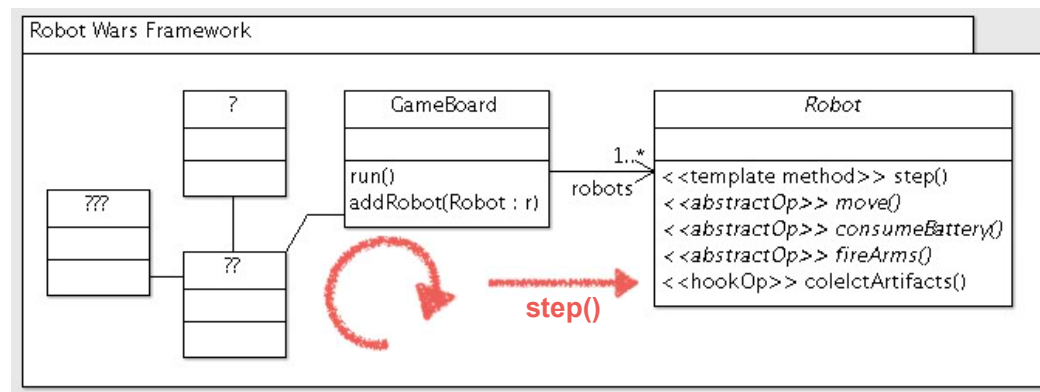 Robot Wars Framework
?
GameBoard
Robot
run()
addRobot(Robot : r)
1..*
robots
<<template method>> step()
<<abstractOp>> move()
<<abstractOp>> consumeBattery()
<<abstractOp>> fireArms()
<<hookOp>> colelctArtifacts()
???
??
step()